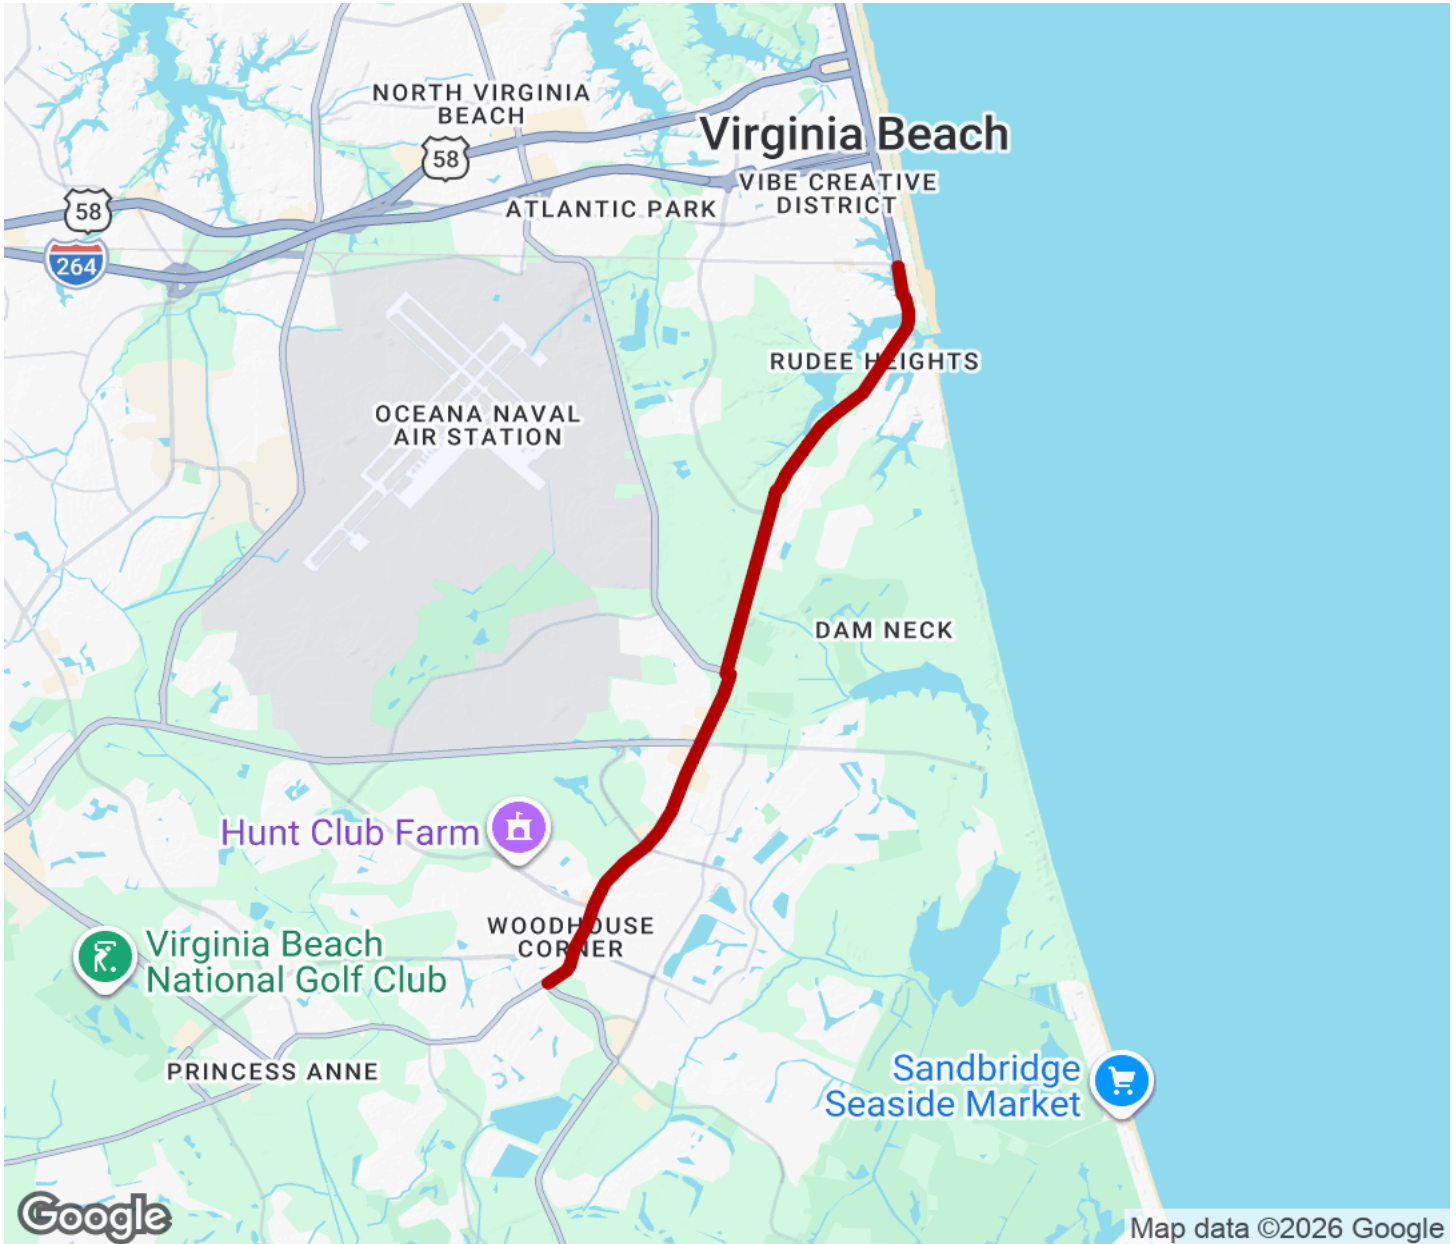 NORTH VIRGINIA
BEACH
Virginia Beach
58
VIBE CREATIVE
DISTRICT
58
ATLANTIC PARK
264
RUDEE HEIGHTS
OCEANA NAVAL
AIR STATION
DAM NECK
Hunt Club Farm
WOODHOUSE
CORNER
Virginia Beach
National Golf Club
PRINCESS ANNE
Sandbridge
Seaside Market
Google
Map data ©2026 Google